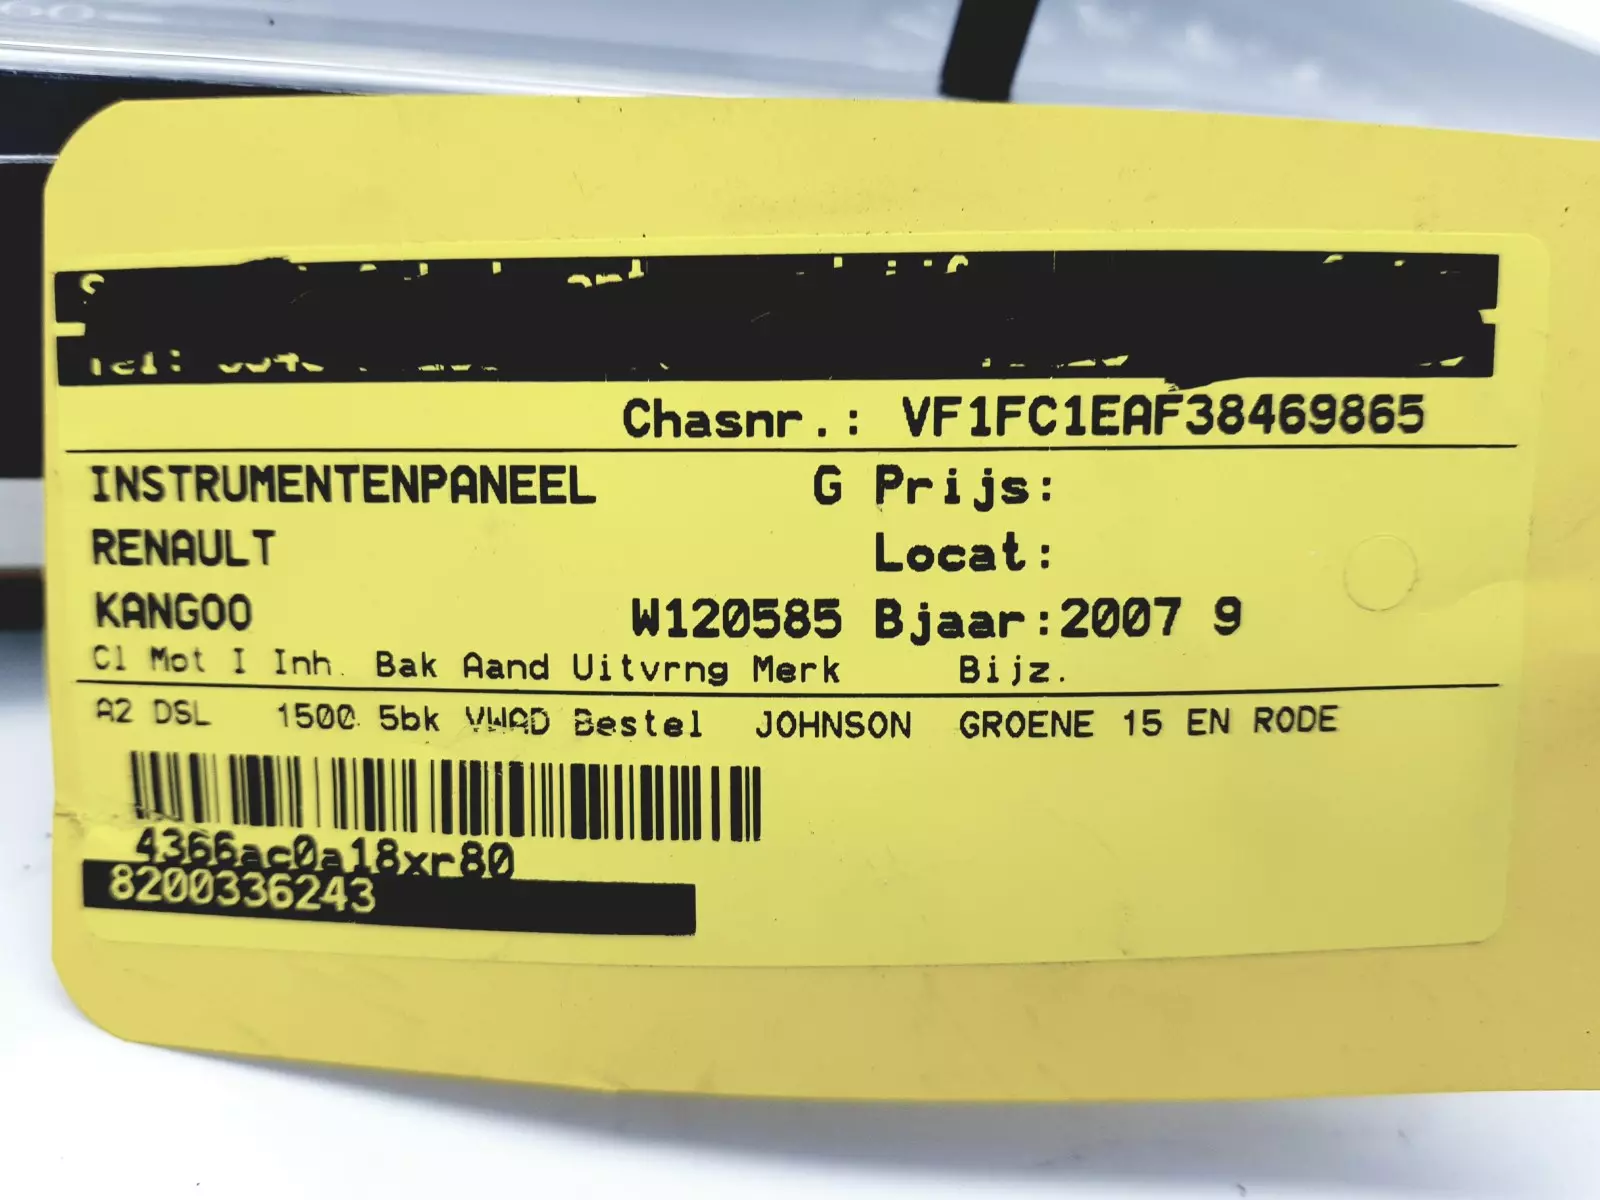 Chasnr.: VF1FC1EAF38469865
INSTRUMENTENPANEEL G Prijs:
RENAULT Locat:
KANGOO W120585 Bjaar:2007 9
Cl Mot I Inh. Bak Aand Uitvrng Merk Bijz.
A2 DSL 1500 5bk VWAD Bestel JOHNSON GROENE 15 EN RODE
4366ac0a18xr80
8200336243